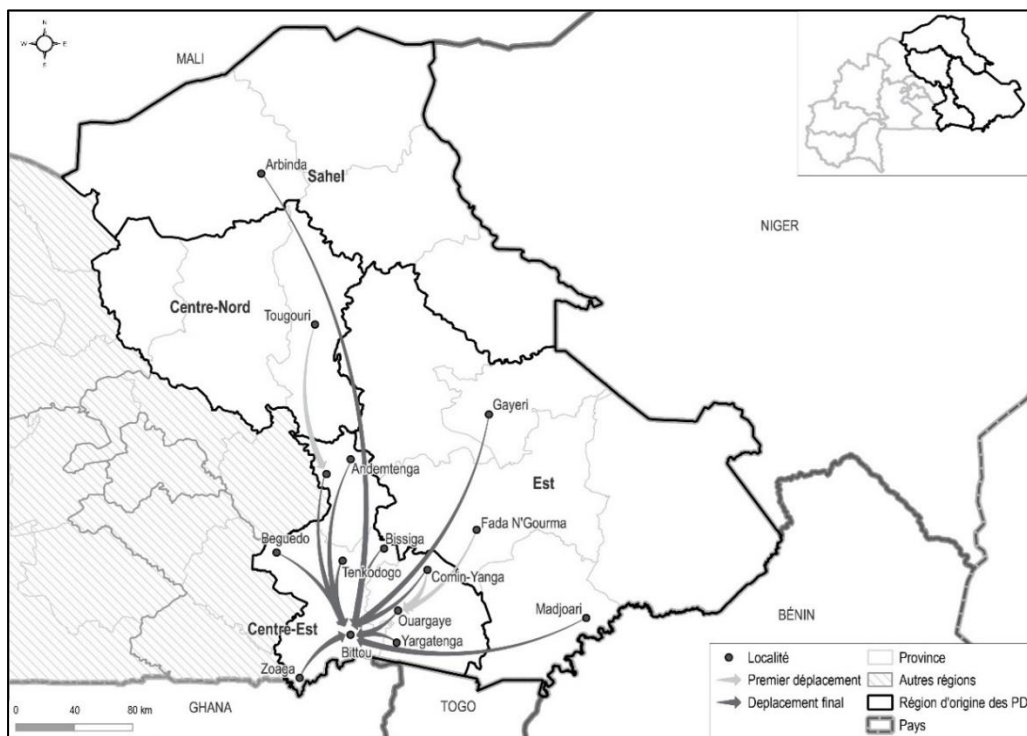 N
W
E
MALI
Arbinda
Sahel
NIGER
Centre-Nord
Tougouri
Gayeri
Andemtenga
Est
Fada N'Gourma
Beguedo
Bissiga
Tenkodogo
Comin-Yanga
Madjoari
BÉNIN
Ouargaye
Centre-Est
Yargatenga
Bittou
Zoaga
GHANA
TOGO
0 40 80 km
Localité
Premier déplacement
Deplacement final
Province
Autres régions
Région d'origine des PD
Pays